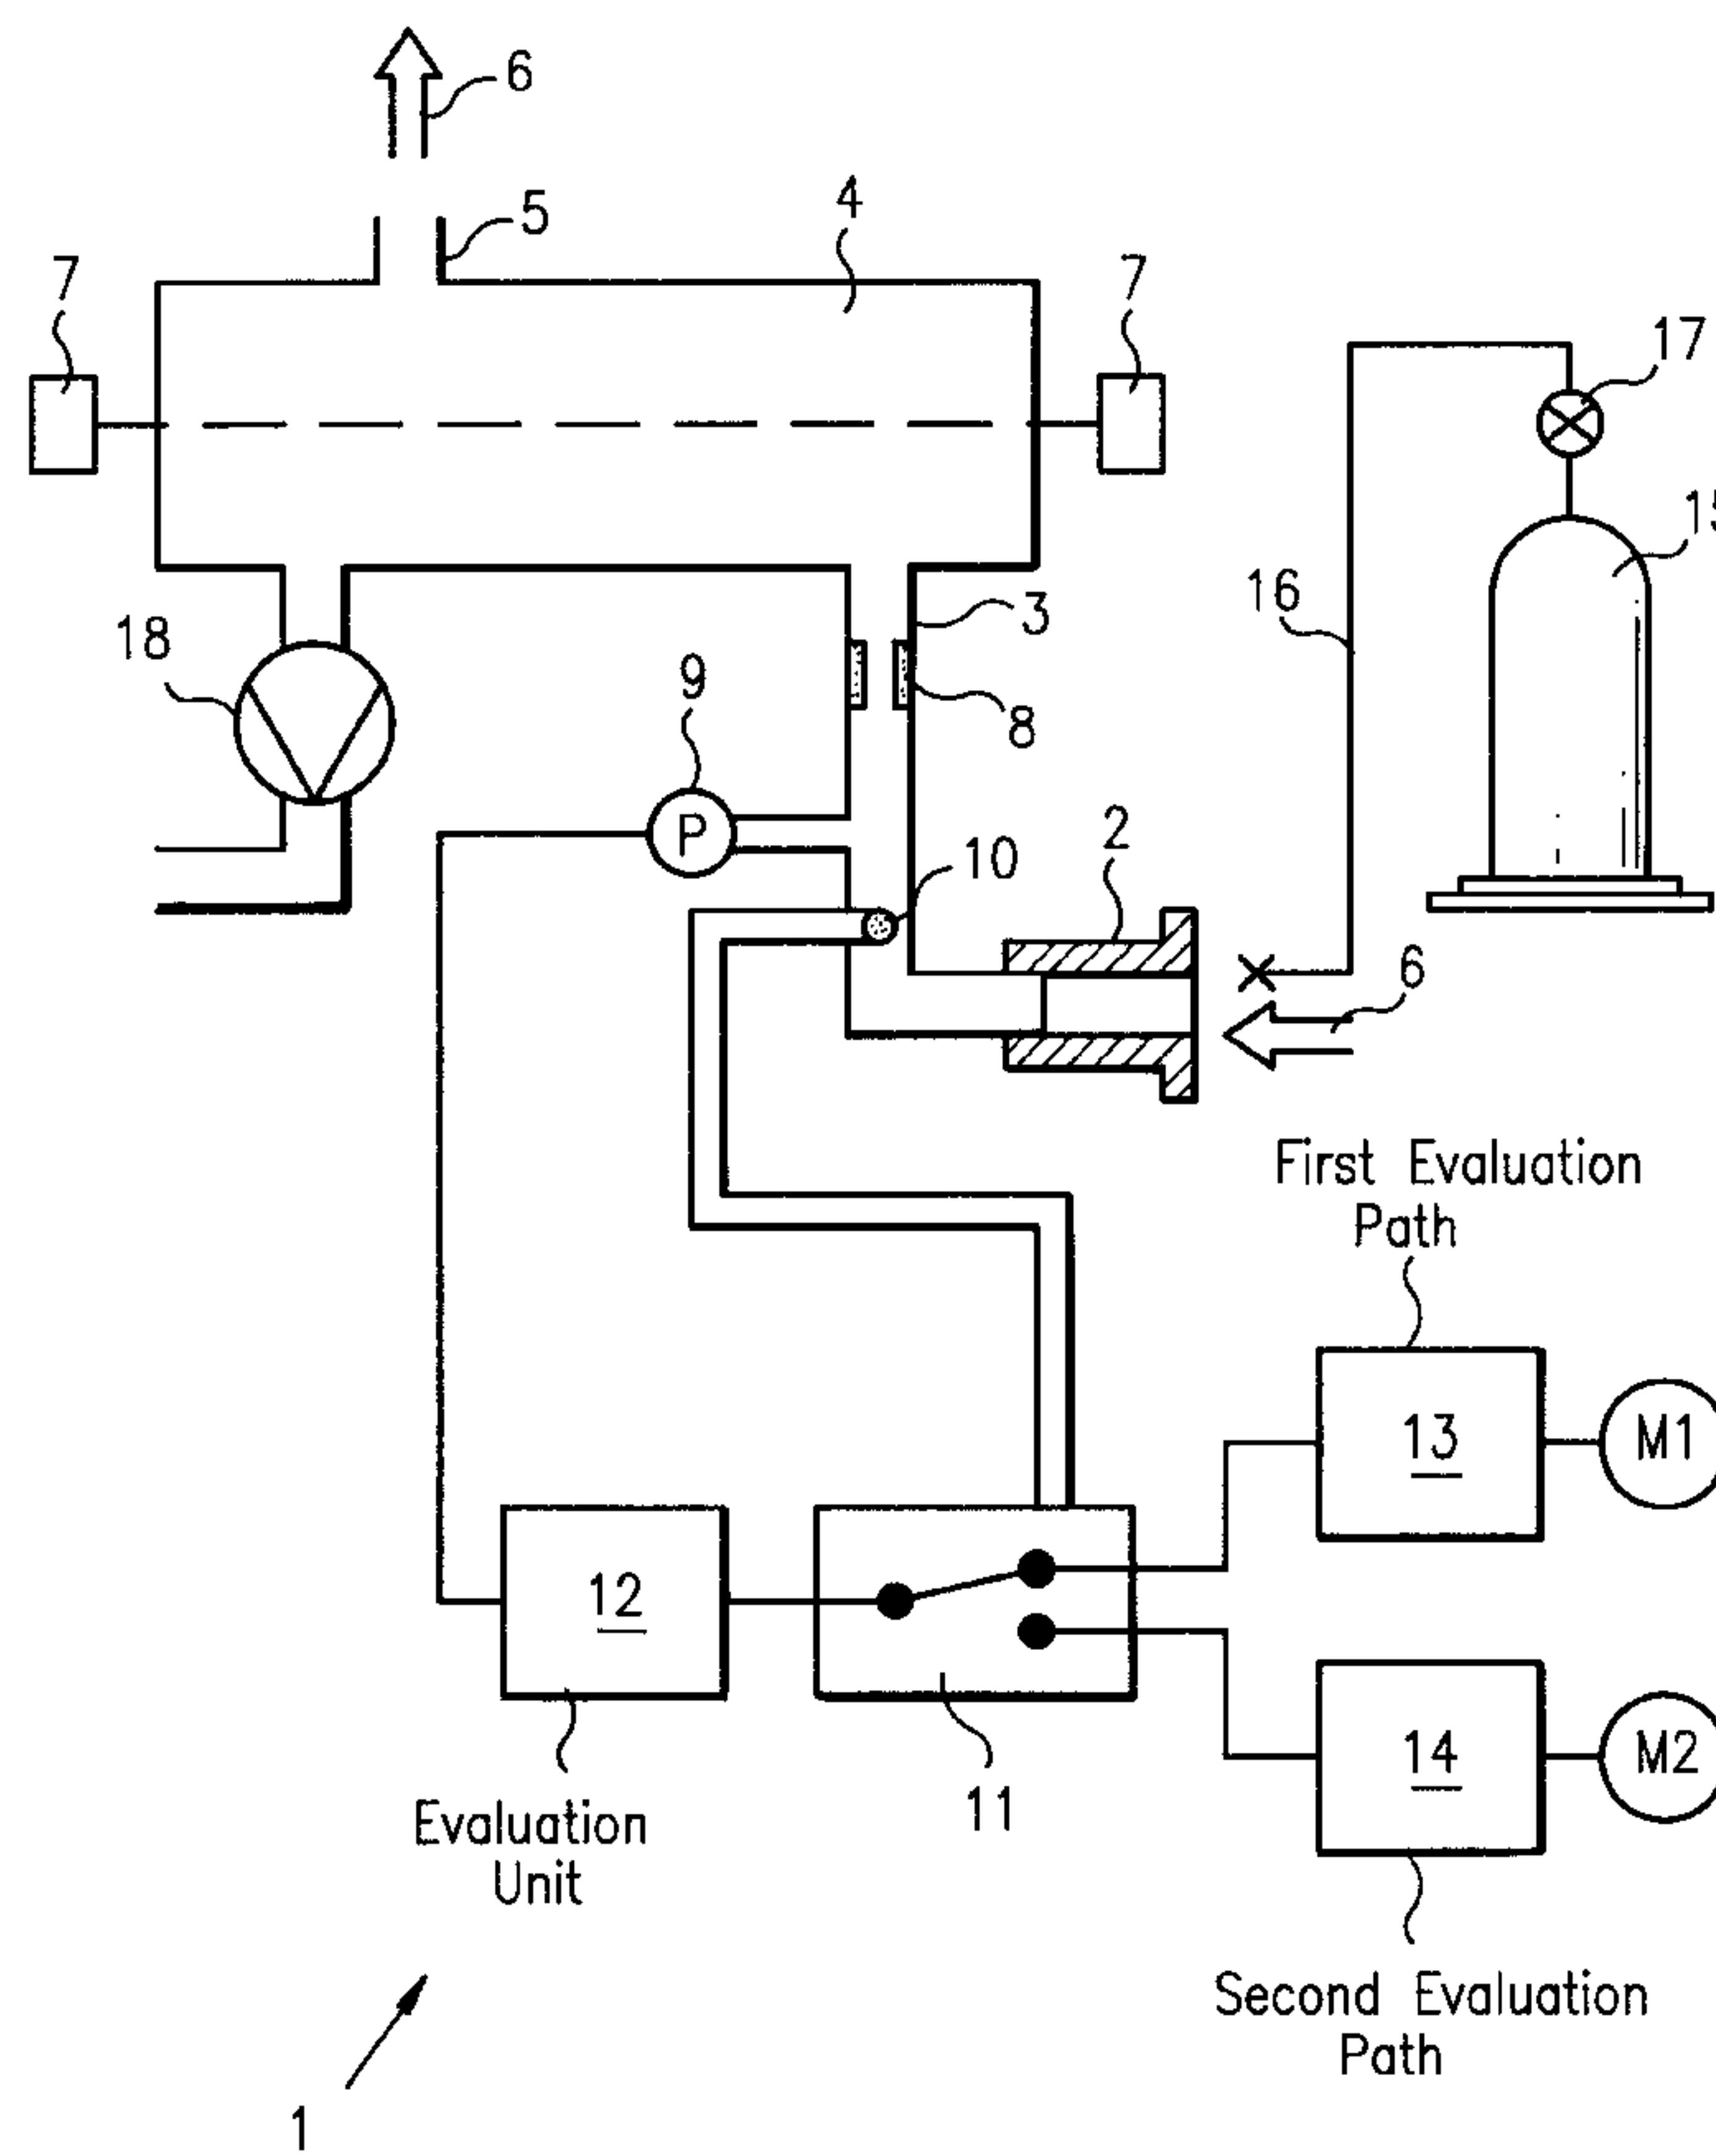 6
5
4
7
7
17
15
16
3
18
9
8
2
10
P
6
First Evaluation
Path
13
M1
12
14
M2
11
Evaluation
Unit
Second Evaluation
Path
1